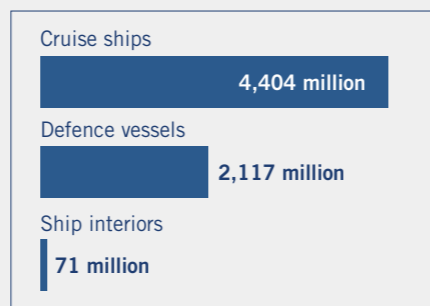 Cruise ships
4,404 million
Defence vessels
2,117 million
Ship interiors
71 million